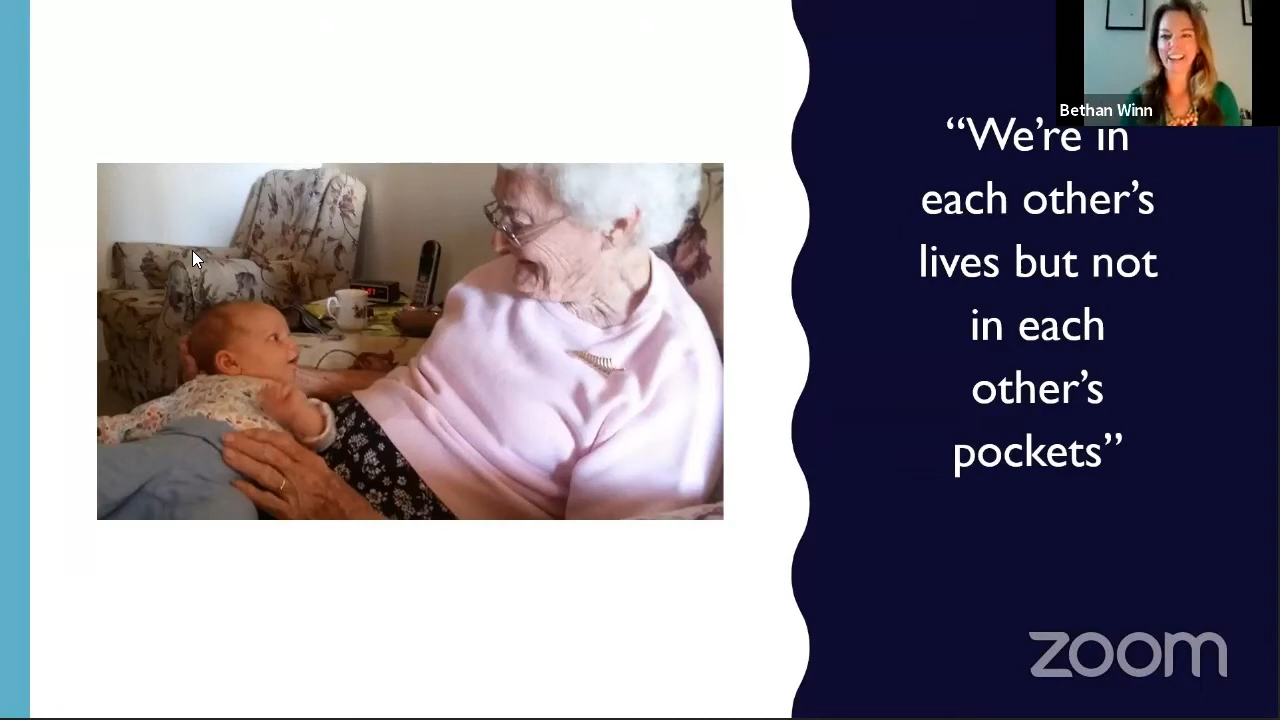 Bethan Winn
“We’re in
each other’s
lives but not
in each
other’s
pockets”
zoom